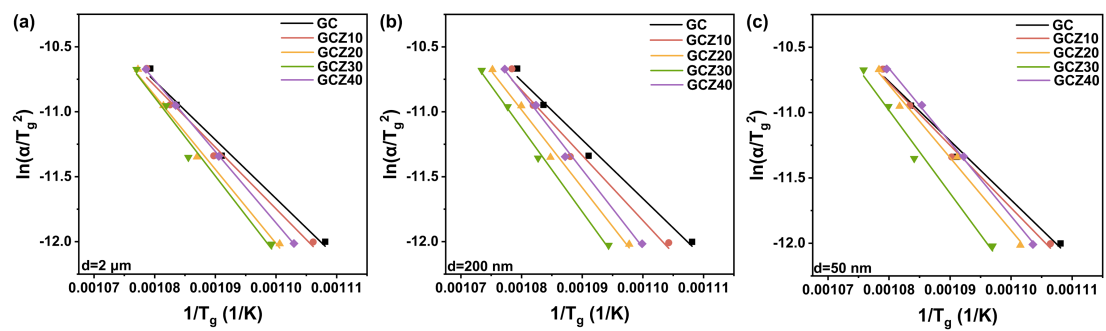 (a)
GC
GCZ10
GCZ20
GCZ30
GCZ40
-10.5
-11.0
-11.5
-12.0
ln(α/Tg²)
d=2 μm
0.00107 0.00108 0.00109 0.00110 0.00111
1/Tg (1/K)
(b)
GC
GCZ10
GCZ20
GCZ30
GCZ40
-10.5
-11.0
-11.5
-12.0
ln(α/Tg²)
d=200 nm
0.00107 0.00108 0.00109 0.00110 0.00111
1/Tg (1/K)
(c)
GC
GCZ10
GCZ20
GCZ30
GCZ40
-10.5
-11.0
-11.5
-12.0
ln(α/Tg²)
d=50 nm
0.00107 0.00108 0.00109 0.00110 0.00111
1/Tg (1/K)